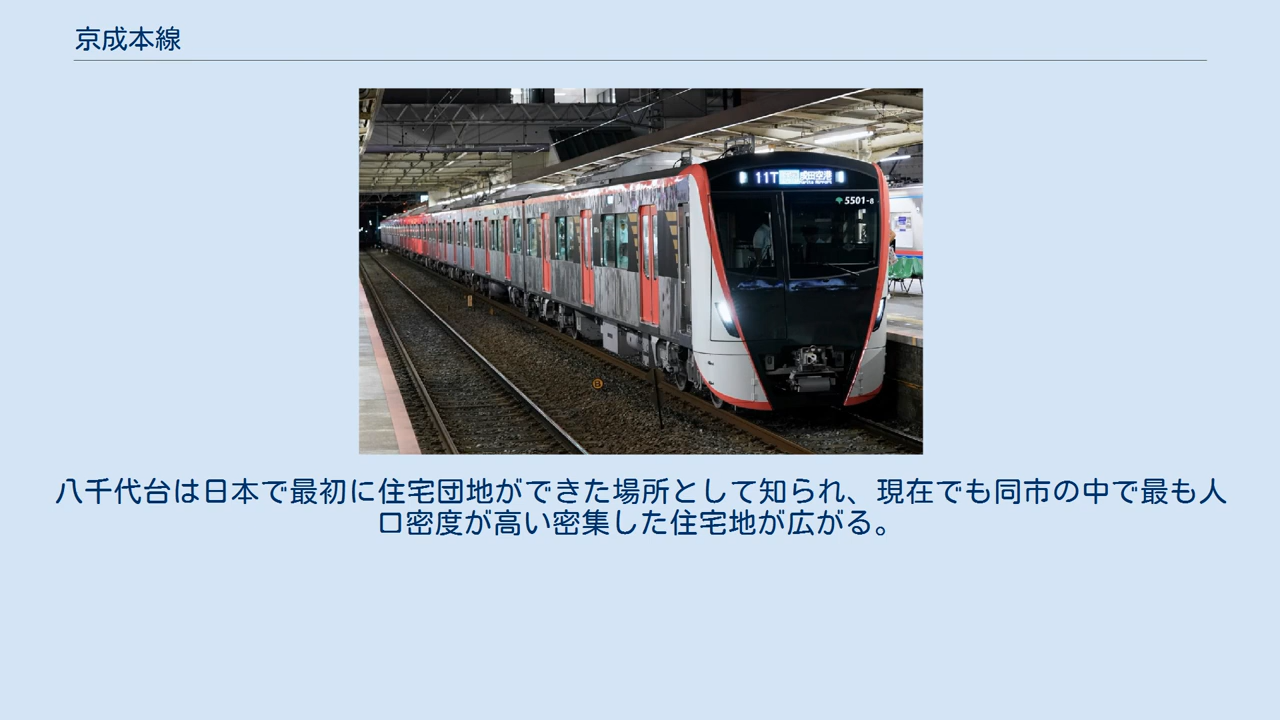 京成本線
11T
成田空港
5501-8
八千代台は日本で最初に住宅団地ができた場所として知られ、現在でも同市の中で最も人
口密度が高い密集した住宅地が広がる。